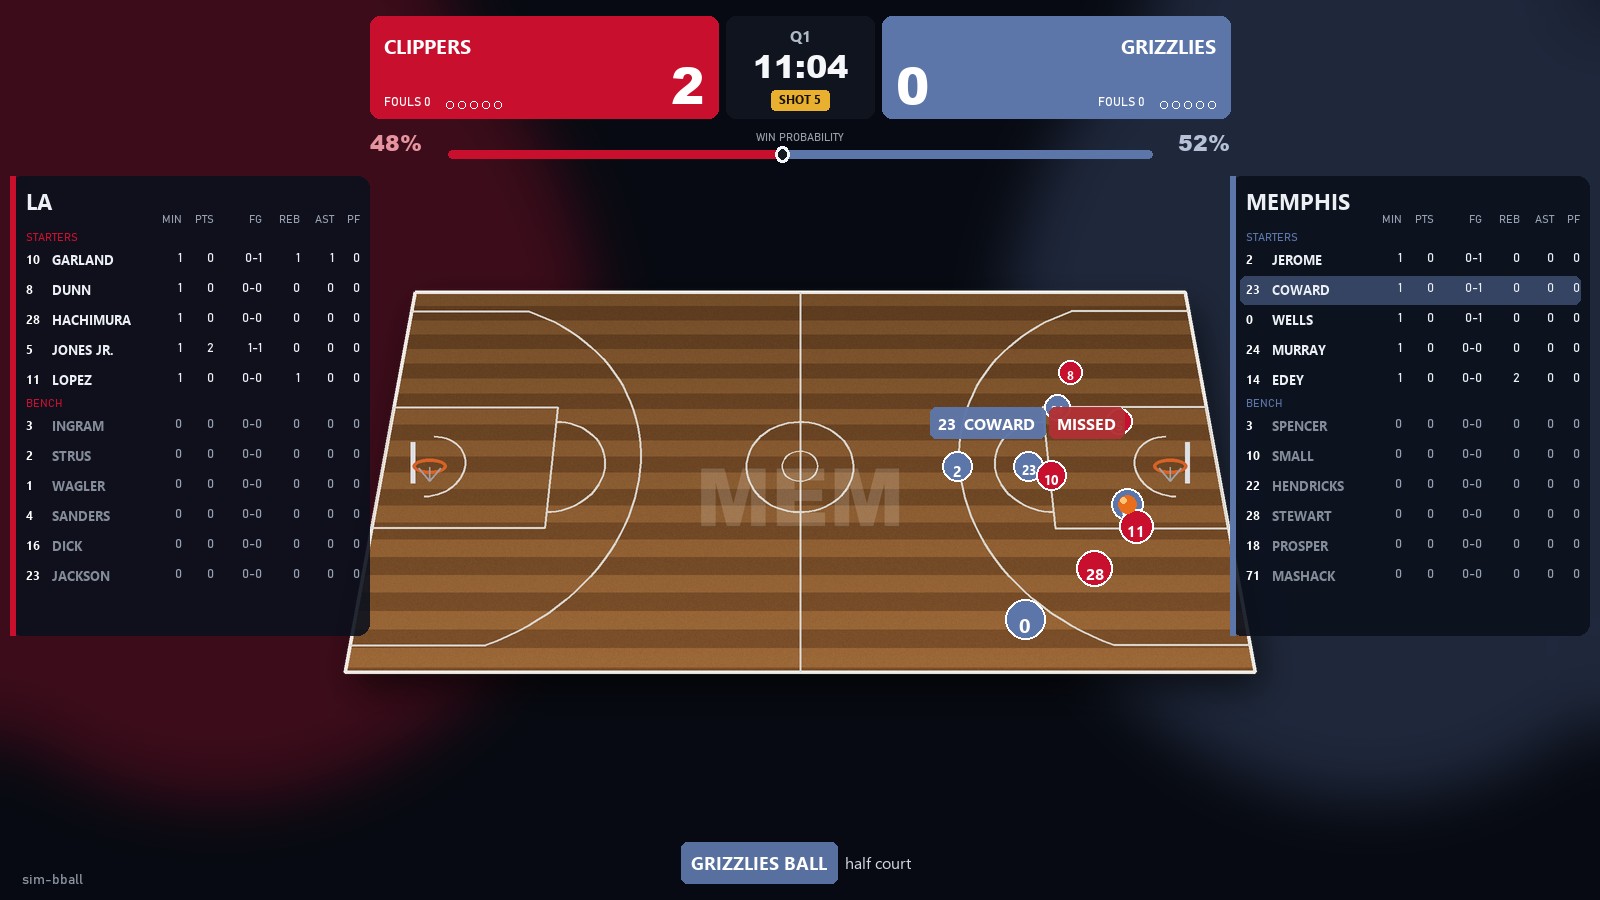 CLIPPERS
FOULS 0
2
Q1
11:04
SHOT 5
GRIZZLIES
0
FOULS 0
48%
WIN PROBABILITY
52%
LA
MIN PTS FG REB AST PF
STARTERS
10 GARLAND 1 0 0-1 1 1 0
8 DUNN 1 0 0-0 0 0 0
28 HACHIMURA 1 0 0-0 0 0 0
5 JONES JR. 1 2 1-1 0 0 0
11 LOPEZ 1 0 0-0 1 0 0
BENCH
3 INGRAM 0 0 0-0 0 0 0
2 STRUS 0 0 0-0 0 0 0
1 WAGLER 0 0 0-0 0 0 0
4 SANDERS 0 0 0-0 0 0 0
16 DICK 0 0 0-0 0 0 0
23 JACKSON 0 0 0-0 0 0 0
MEMPHIS
MIN PTS FG REB AST PF
STARTERS
2 JEROME 1 0 0-1 0 0 0
23 COWARD 1 0 0-1 0 0 0
0 WELLS 1 0 0-1 0 0 0
24 MURRAY 1 0 0-0 0 0 0
14 EDEY 1 0 0-0 2 0 0
BENCH
3 SPENCER 0 0 0-0 0 0 0
10 SMALL 0 0 0-0 0 0 0
22 HENDRICKS 0 0 0-0 0 0 0
28 STEWART 0 0 0-0 0 0 0
18 PROSPER 0 0 0-0 0 0 0
71 MASHACK 0 0 0-0 0 0 0
8
23 COWARD MISSED
2
23
10
11
28
0
MEM
GRIZZLIES BALL half court
sim-bball